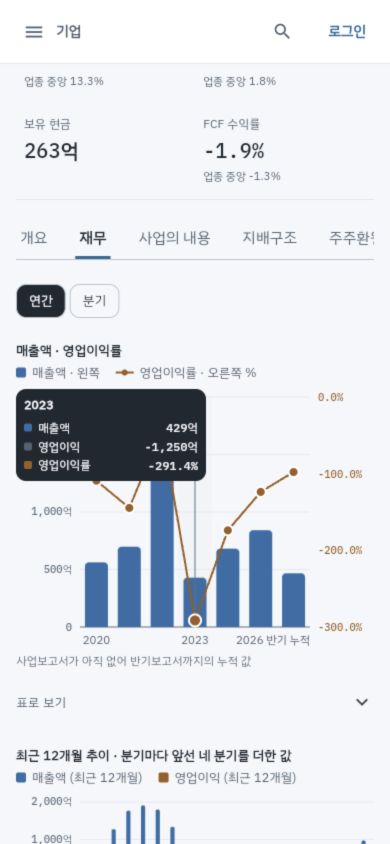 기업
로그인
업종 중앙 13.3%
업종 중앙 1.8%
보유 현금
FCF 수익률
263억
-1.9%
업종 중앙 -1.3%
개요
재무
사업의 내용
지배구조
주주환
연간
분기
매출액 · 영업이익률
매출액 · 왼쪽
영업이익률 · 오른쪽 %
2023
매출액 429억
영업이익 -1,250억
영업이익률 -291.4%
0.0%
-100.0%
1,000억
-200.0%
500억
0
-300.0%
2020
2023
2026 반기 누적
사업보고서가 아직 없어 반기보고서까지의 누적 값
표로 보기
최근 12개월 추이 · 분기마다 앞선 네 분기를 더한 값
매출액 (최근 12개월)
영업이익 (최근 12개월)
2,000억
1,000억